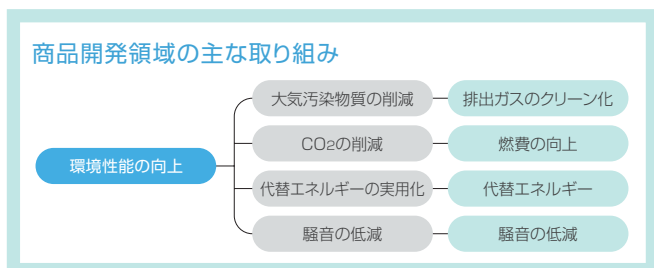 商品開発領域の主な取り組み
環境性能の向上
大気汚染物質の削減
排出ガスのクリーン化
CO2の削減
燃費の向上
代替エネルギーの実用化
代替エネルギー
騒音の低減
騒音の低減